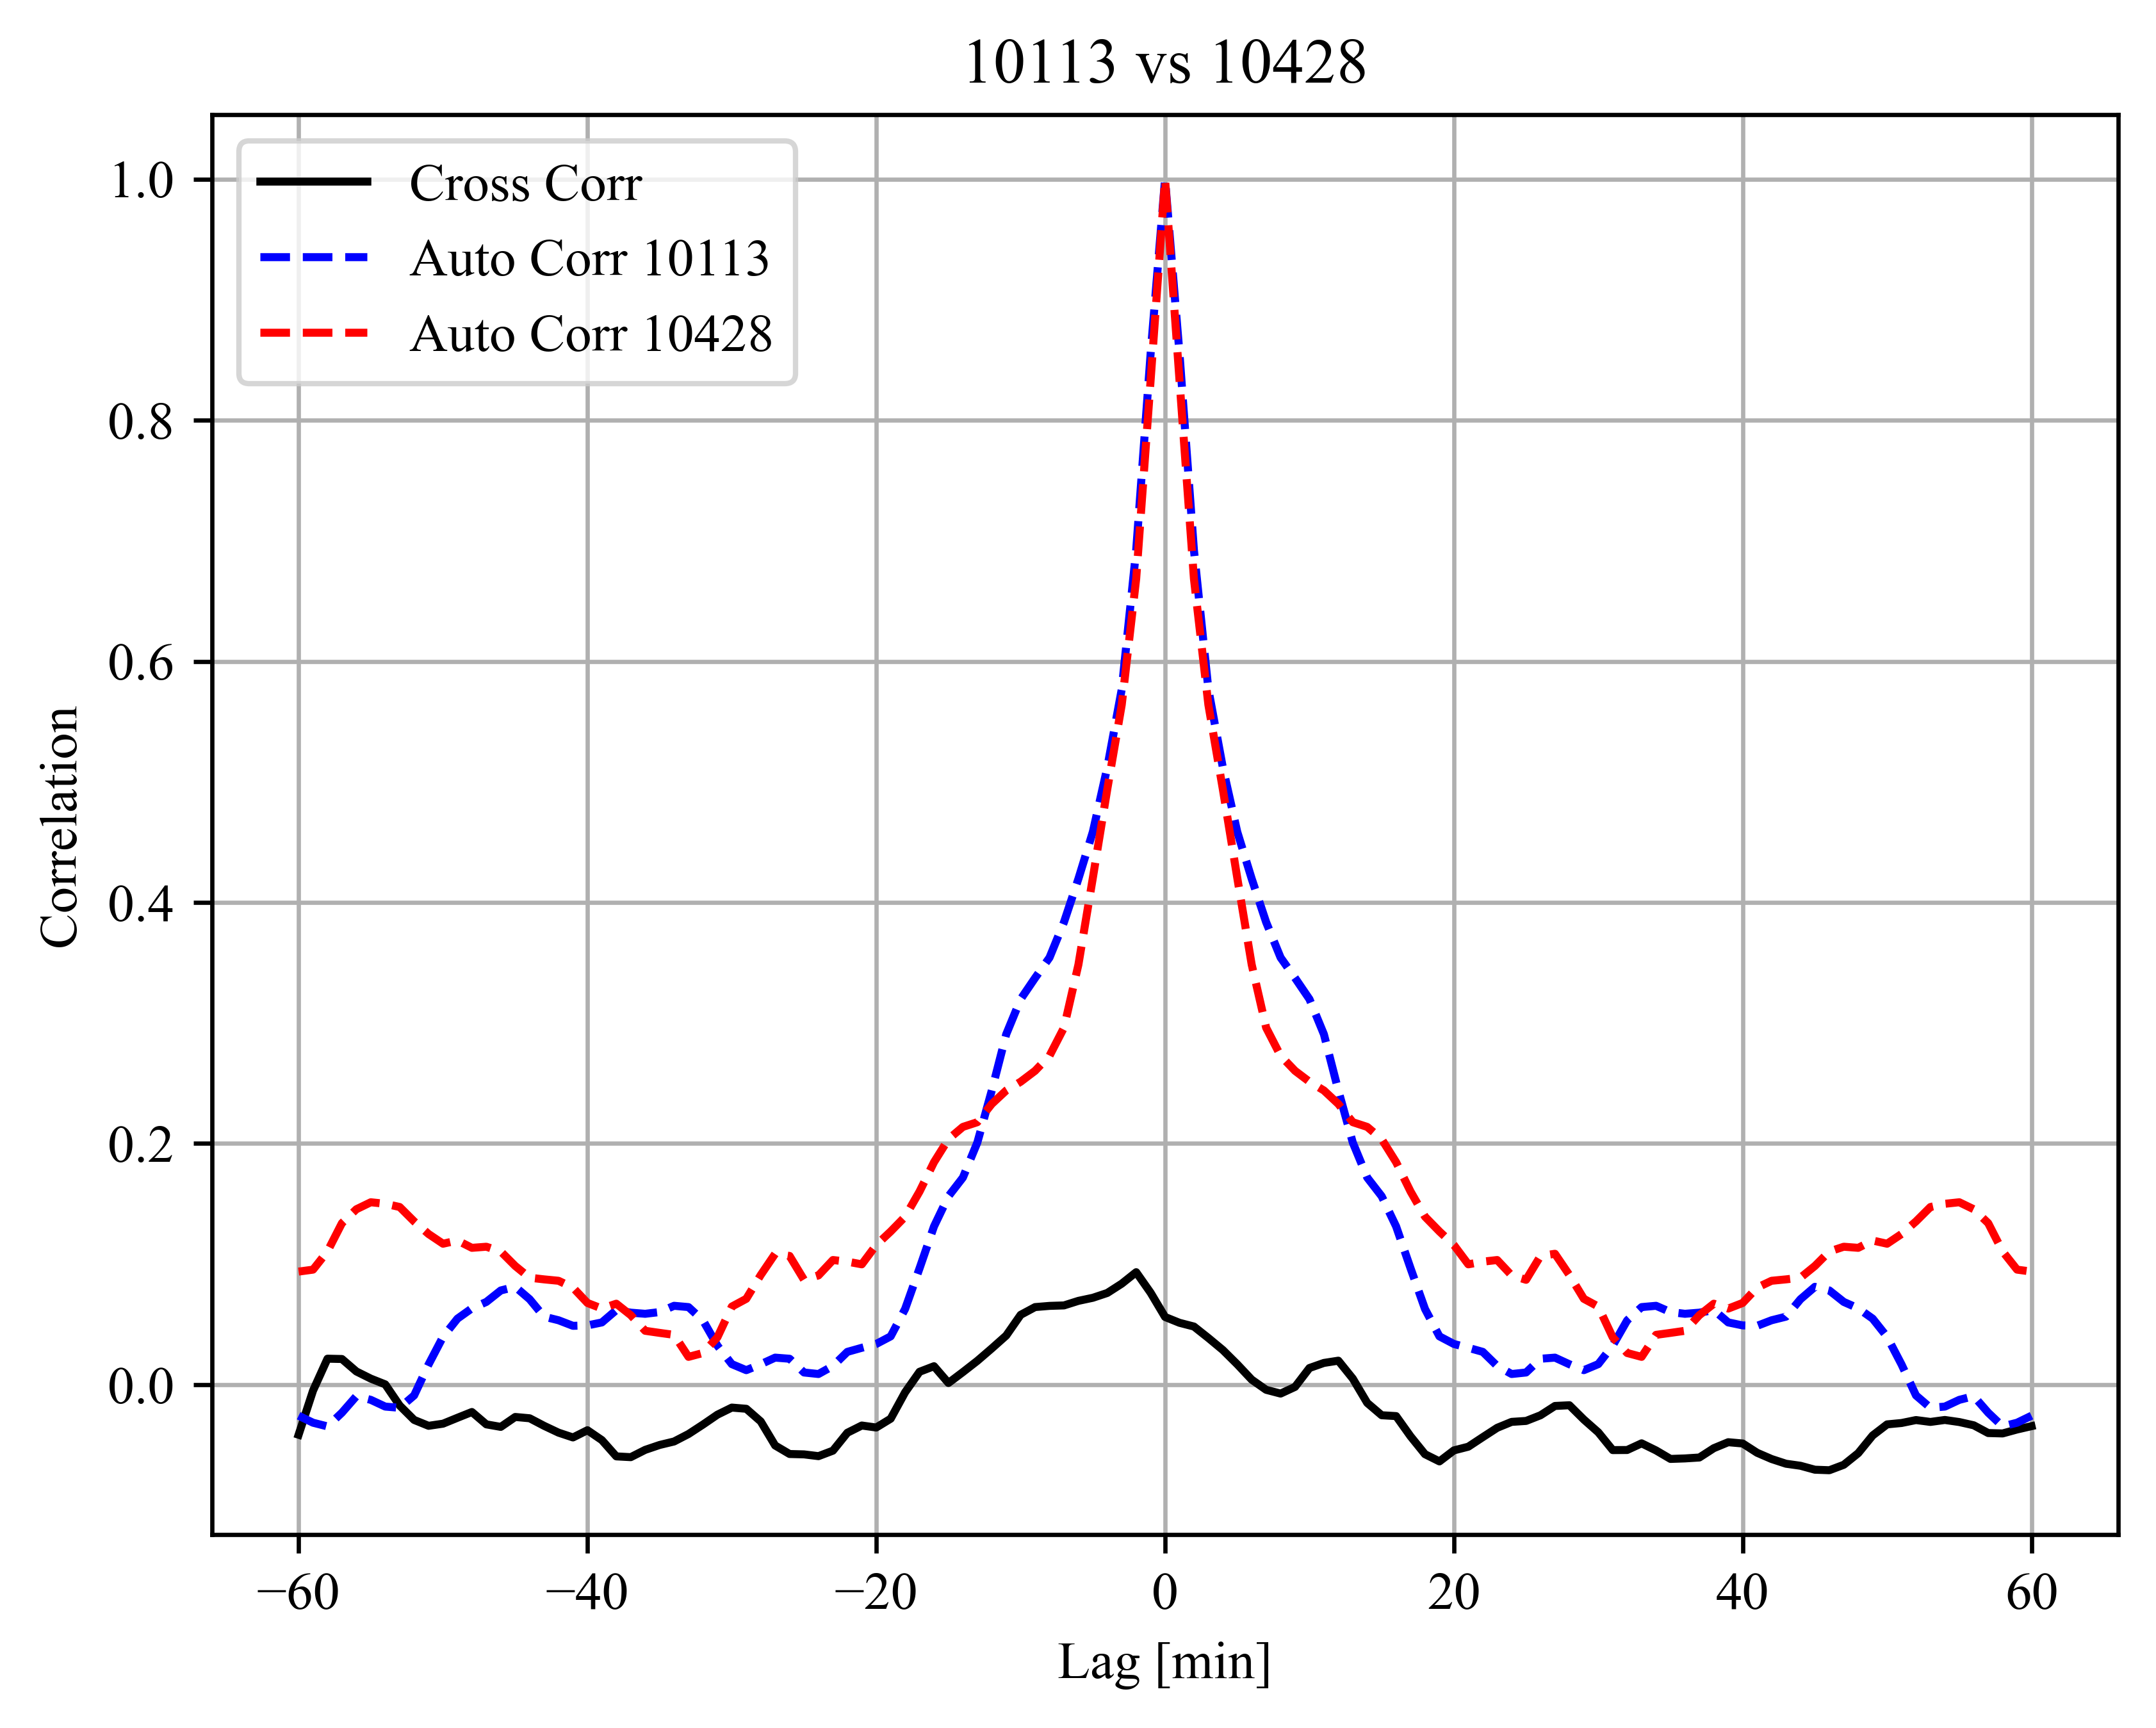 10113 vs 10428
Cross Corr
Auto Corr 10113
Auto Corr 10428
1.0
0.8
0.6
0.4
0.2
0.0
Correlation
−60 −40 −20 0 20 40 60
Lag [min]